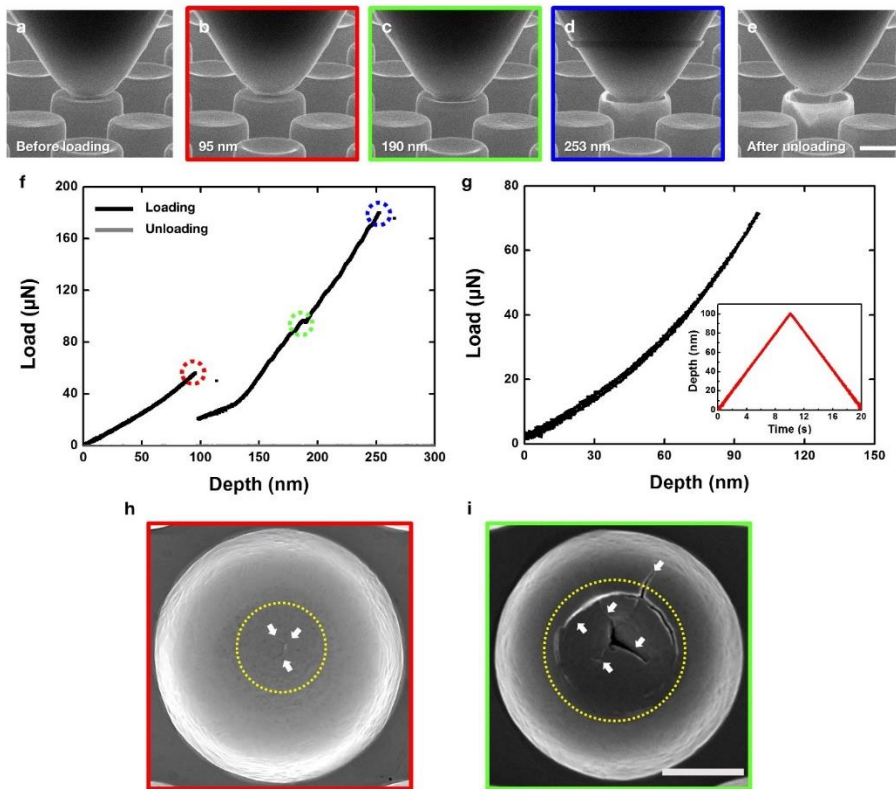 a b c d e
Before loading 95 nm 190 nm 253 nm After unloading
f
200
160
120
80
40
0
Load (µN)
Loading
Unloading
0 50 100 150 200 250 300
Depth (nm)
g
80
60
40
20
0
Load (µN)
0 30 60 90 120 150
Depth (nm)
100
80
60
40
20
0
Depth (nm)
0 4 8 12 16 20
Time (s)
h i